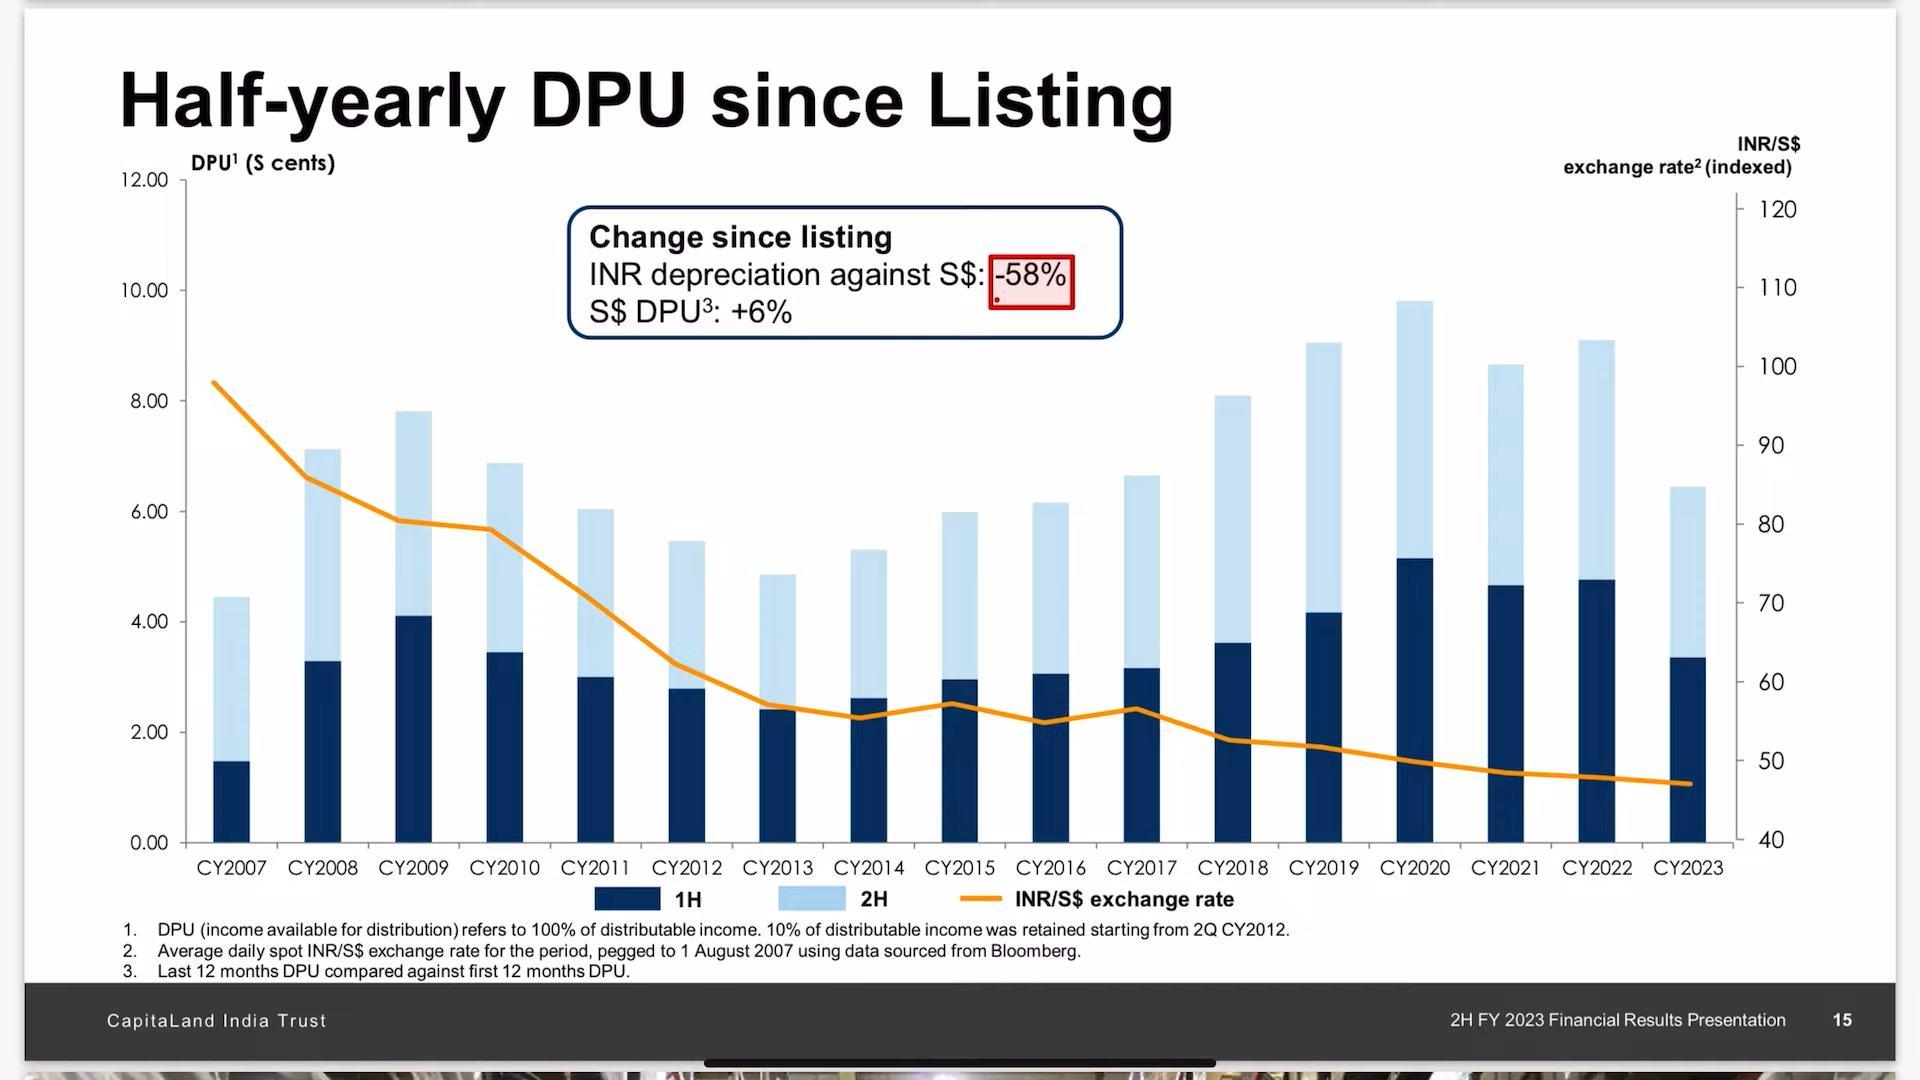 Half-yearly DPU since Listing
DPU¹ (S cents)
INR/S$
exchange rate² (indexed)
12.00
10.00
8.00
6.00
4.00
2.00
0.00
Change since listing
INR depreciation against S$: -58%
S$ DPU³: +6%
120
110
100
90
80
70
60
50
40
CY2007 CY2008 CY2009 CY2010 CY2011 CY2012 CY2013 CY2014 CY2015 CY2016 CY2017 CY2018 CY2019 CY2020 CY2021 CY2022 CY2023
1H 2H INR/S$ exchange rate
1. DPU (income available for distribution) refers to 100% of distributable income. 10% of distributable income was retained starting from 2Q CY2012.
2. Average daily spot INR/S$ exchange rate for the period, pegged to 1 August 2007 using data sourced from Bloomberg.
3. Last 12 months DPU compared against first 12 months DPU.
CapitaLand India Trust
2H FY 2023 Financial Results Presentation 15